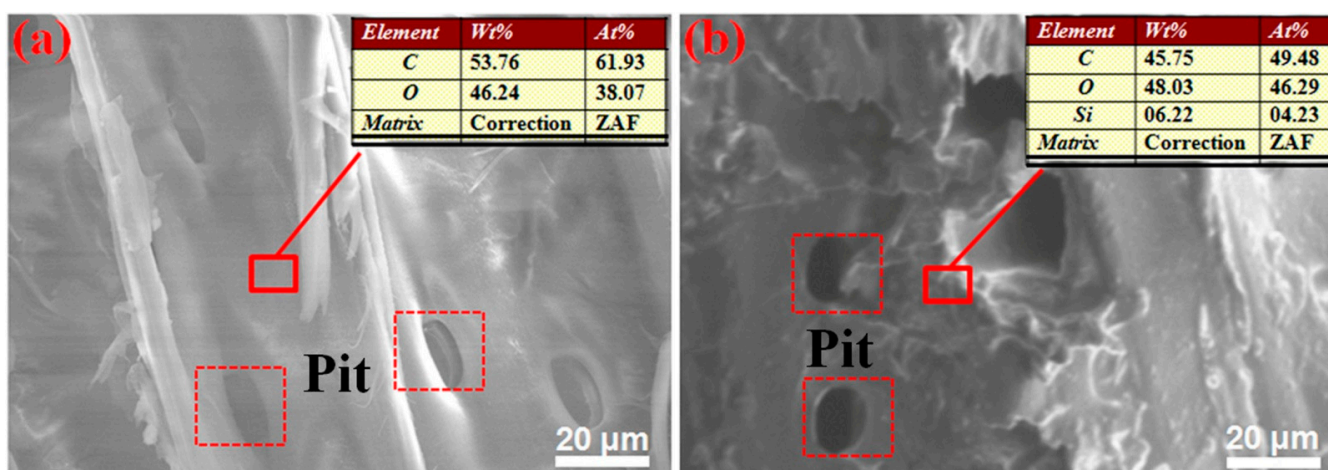 (a)
Element Wt% At%
C 53.76 61.93
O 46.24 38.07
Matrix Correction ZAF
Pit
20 μm
(b)
Element Wt% At%
C 45.75 49.48
O 48.03 46.29
Si 06.22 04.23
Matrix Correction ZAF
Pit
20 μm